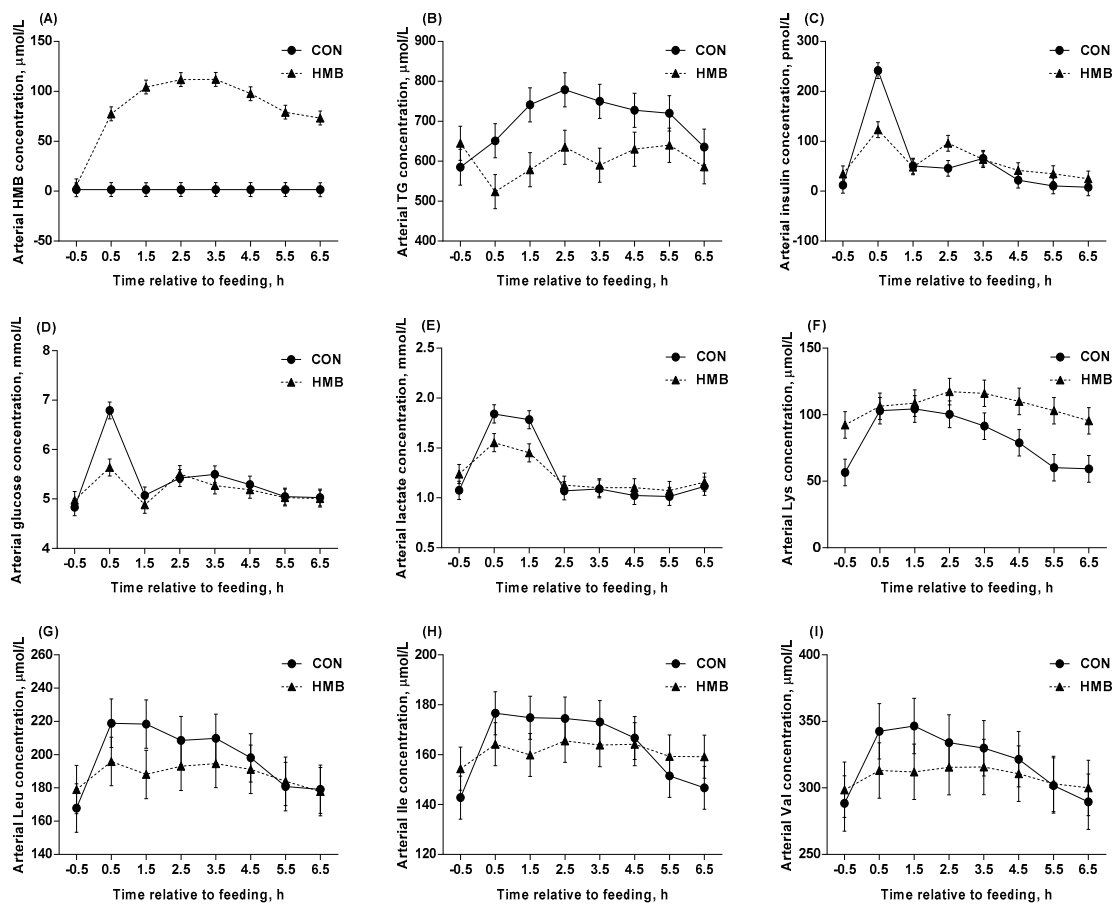 (A)
Arterial HMB concentration, μmol/L
150
100
50
0
-50
CON
HMB
-0.5 0.5 1.5 2.5 3.5 4.5 5.5 6.5
Time relative to feeding, h
(B)
Arterial TG concentration, μmol/L
900
800
700
600
500
400
CON
HMB
-0.5 0.5 1.5 2.5 3.5 4.5 5.5 6.5
Time relative to feeding, h
(C)
Arterial insulin concentration, pmol/L
300
200
100
0
-100
CON
HMB
-0.5 0.5 1.5 2.5 3.5 4.5 5.5 6.5
Time relative to feeding, h
(D)
Arterial glucose concentration, mmol/L
8
7
6
5
4
CON
HMB
-0.5 0.5 1.5 2.5 3.5 4.5 5.5 6.5
Time relative to feeding, h
(E)
Arterial lactate concentration, mmol/L
2.5
2.0
1.5
1.0
0.5
CON
HMB
-0.5 0.5 1.5 2.5 3.5 4.5 5.5 6.5
Time relative to feeding, h
(F)
Arterial Lys concentration, μmol/L
150
100
50
0
CON
HMB
-0.5 0.5 1.5 2.5 3.5 4.5 5.5 6.5
Time relative to feeding, h
(G)
Arterial Leu concentration, μmol/L
260
240
220
200
180
160
140
CON
HMB
-0.5 0.5 1.5 2.5 3.5 4.5 5.5 6.5
Time relative to feeding, h
(H)
Arterial Ile concentration, μmol/L
200
180
160
140
120
CON
HMB
-0.5 0.5 1.5 2.5 3.5 4.5 5.5 6.5
Time relative to feeding, h
(I)
Arterial Val concentration, μmol/L
400
350
300
250
CON
HMB
-0.5 0.5 1.5 2.5 3.5 4.5 5.5 6.5
Time relative to feeding, h